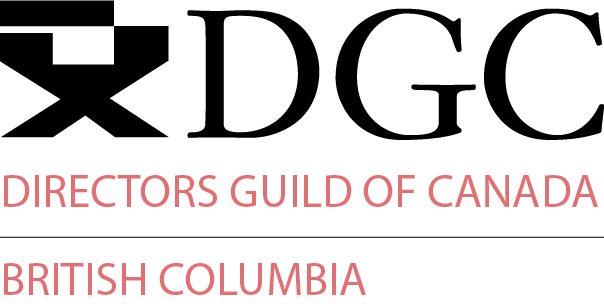 DGC
DIRECTORS GUILD OF CANADA
BRITISH COLUMBIA